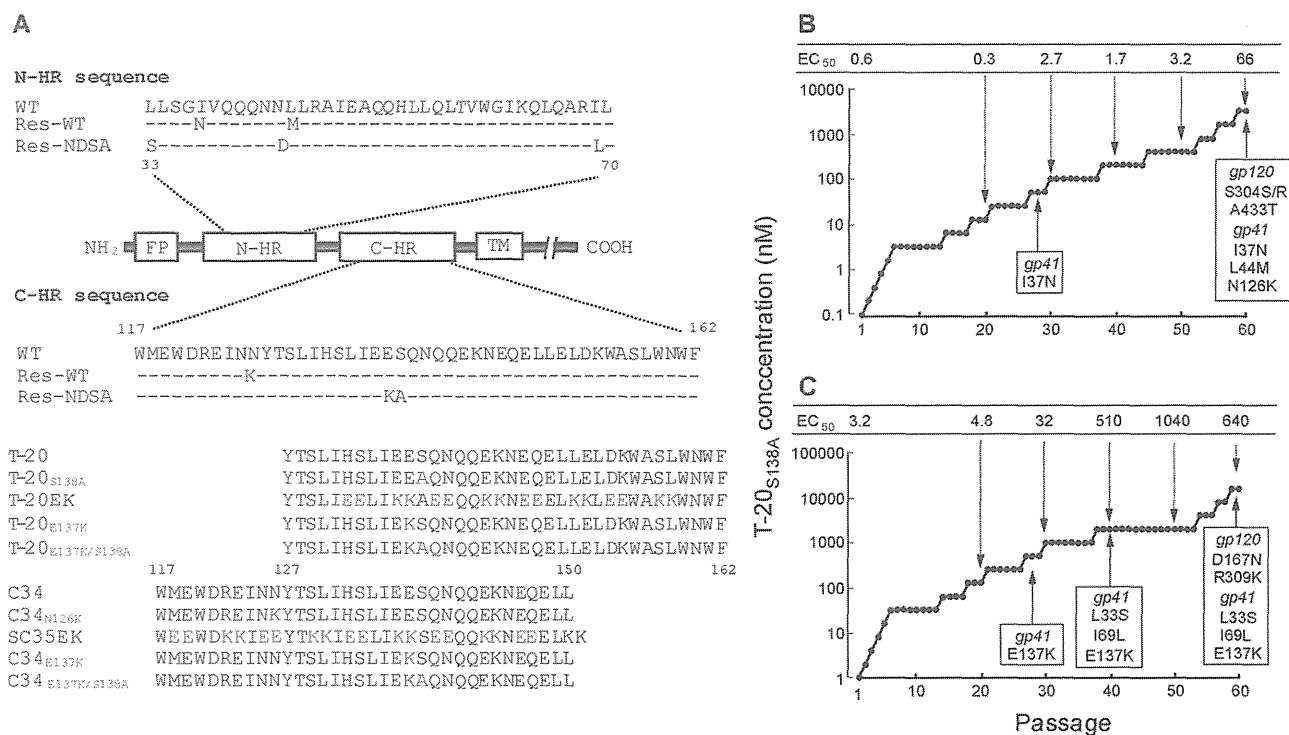 A
N-HR sequence
WT LLSGIVQQQNNLLRAIEAQQHLLQLTVWGIKQLQARIL
Res-WT ----N------M--------------------------
Res-NDSA S--------D---------------------------L-
33 70
NH2 FP N-HR C-HR TM COOH
C-HR sequence
117 162
WT WMEWDREINNYTSLIHSLIEESQNQQEKNEQELLELDKWASLWNWF
Res-WT ---------K------------------------------------
Res-NDSA --------------------KA------------------------
T-20 YTSLIHSLIEESQNQQEKNEQELLELDKWASLWNWF
T-20S138A YTSLIHSLIEEAQNQQEKNEQELLELDKWASLWNWF
T-20EK YTSLIEELIKKAEEQQKKNEEELKKLEEWAKKWNWF
T-20E137K YTSLIHSLIEKSQNQQEKNEQELLELDKWASLWNWF
T-20E137K/S138A YTSLIHSLIEKAQNQQEKNEQELLELDKWASLWNWF
117 127 150 162
C34 WMEWDREINNYTSLIHSLIEESQNQQEKNEQELL
C34N126K WMEWDREINKYTSLIHSLIEESQNQQEKNEQELL
SC35EK WEEWDKKIEEYTKKIEELIKKSEEQQKKNEEELKK
C34E137K WMEWDREINNYTSLIHSLIEKSQNQQEKNEQELL
C34E137K/S138A WMEWDREINNYTSLIHSLIEKAQNQQEKNEQELL
B
EC50 0.6 0.3 2.7 1.7 3.2 66
10000
1000
100
10
1
0.1
1 10 20 30 40 50 60
gp41
I37N
gp120
S304S/R
A433T
gp41
I37N
L44M
N126K
T-20S138A conccentration (nM)
C
EC50 3.2 4.8 32 510 1040 640
100000
10000
1000
100
10
1
1 10 20 30 40 50 60
gp41
E137K
gp41
L33S
I69L
E137K
gp120
D167N
R309K
gp41
L33S
I69L
E137K
Passage